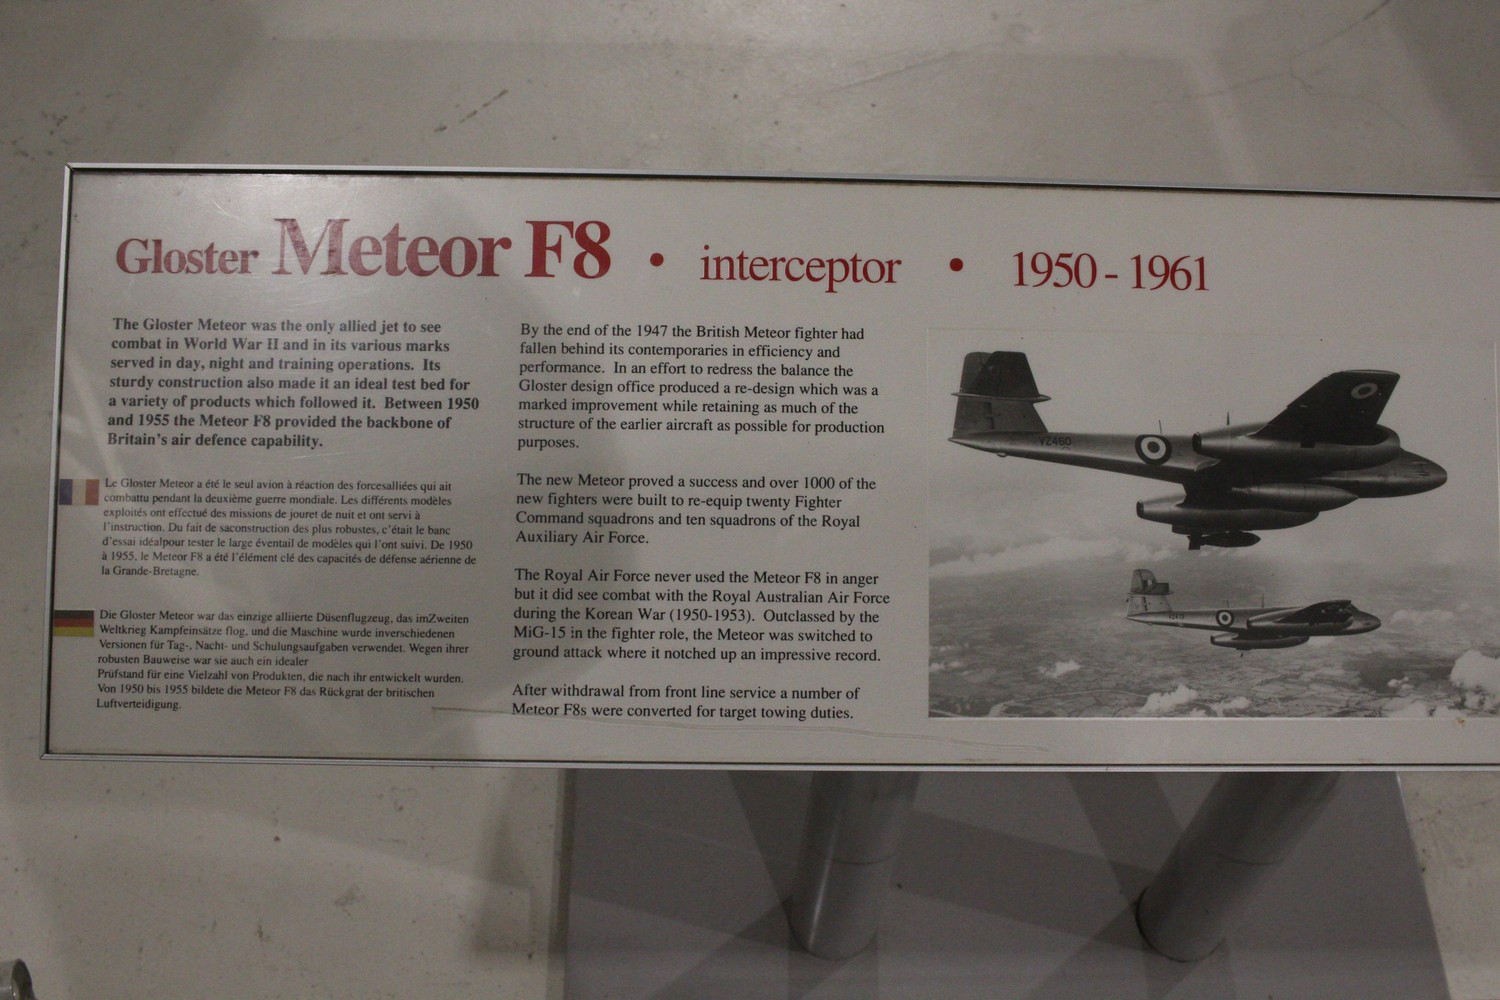 Gloster Meteor F8 • interceptor • 1950 - 1961
The Gloster Meteor was the only allied jet to see
combat in World War II and in its various marks
served in day, night and training operations. Its
sturdy construction also made it an ideal test bed for
a variety of products which followed it. Between 1950
and 1955 the Meteor F8 provided the backbone of
Britain's air defence capability.
Le Gloster Meteor a été le seul avion à réaction des forcesalliées qui ait
combattu pendant la deuxième guerre mondiale. Les différents modèles
exploités ont effectué des missions de jouret de nuit et ont servi à
l'instruction. Du fait de saconstruction des plus robustes, c'était le banc
d'essai idéalpour tester le large éventail de modèles qui l'ont suivi. De 1950
à 1955, le Meteor F8 a été l'élément clé des capacités de défense aérienne de
la Grande-Bretagne.
Die Gloster Meteor war das einzige alliierte Düsenflugzeug, das imZweiten
Weltkrieg Kampfeinsätze flog, und die Maschine wurde inverschiedenen
Versionen für Tag-, Nacht- und Schulungsaufgaben verwendet. Wegen ihrer
robusten Bauweise war sie auch ein idealer
Prüfstand für eine Vielzahl von Produkten, die nach ihr entwickelt wurden.
Von 1950 bis 1955 bildete die Meteor F8 das Rückgrat der britischen
Luftverteidigung.
By the end of the 1947 the British Meteor fighter had
fallen behind its contemporaries in efficiency and
performance. In an effort to redress the balance the
Gloster design office produced a re-design which was a
marked improvement while retaining as much of the
structure of the earlier aircraft as possible for production
purposes.
The new Meteor proved a success and over 1000 of the
new fighters were built to re-equip twenty Fighter
Command squadrons and ten squadrons of the Royal
Auxiliary Air Force.
The Royal Air Force never used the Meteor F8 in anger
but it did see combat with the Royal Australian Air Force
during the Korean War (1950-1953). Outclassed by the
MiG-15 in the fighter role, the Meteor was switched to
ground attack where it notched up an impressive record.
After withdrawal from front line service a number of
Meteor F8s were converted for target towing duties.
VZ460